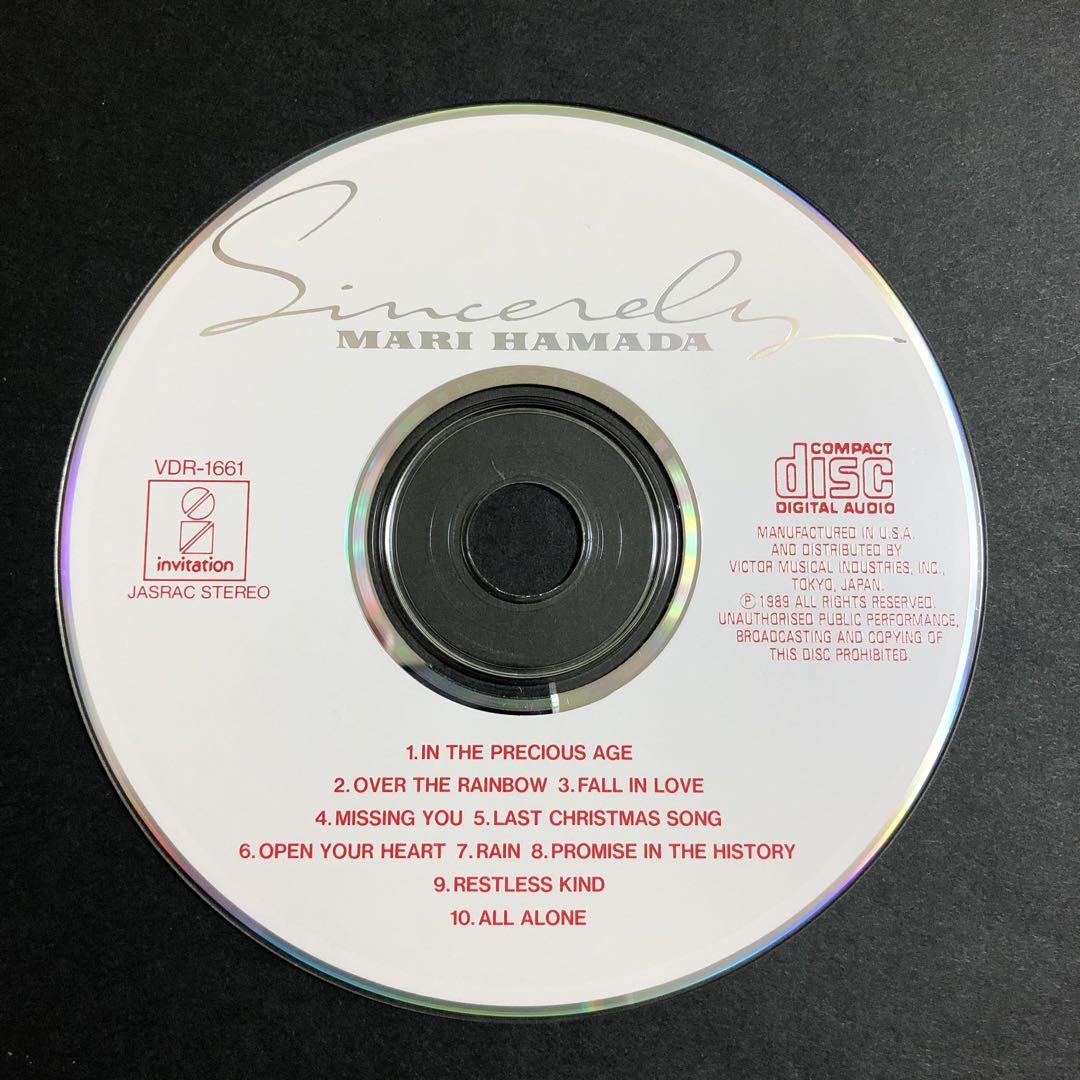 Sincerely.
MARI HAMADA
VDR-1661
invitation
JASRAC STEREO
COMPACT
disc
DIGITAL AUDIO
MANUFACTURED IN U.S.A.
AND DISTRIBUTED BY
VICTOR MUSICAL INDUSTRIES, INC.,
TOKYO, JAPAN.
℗ 1989 ALL RIGHTS RESERVED.
UNAUTHORISED PUBLIC PERFORMANCE,
BROADCASTING AND COPYING OF
THIS DISC PROHIBITED.
1.IN THE PRECIOUS AGE
2.OVER THE RAINBOW 3.FALL IN LOVE
4.MISSING YOU 5.LAST CHRISTMAS SONG
6.OPEN YOUR HEART 7.RAIN 8.PROMISE IN THE HISTORY
9.RESTLESS KIND
10.ALL ALONE